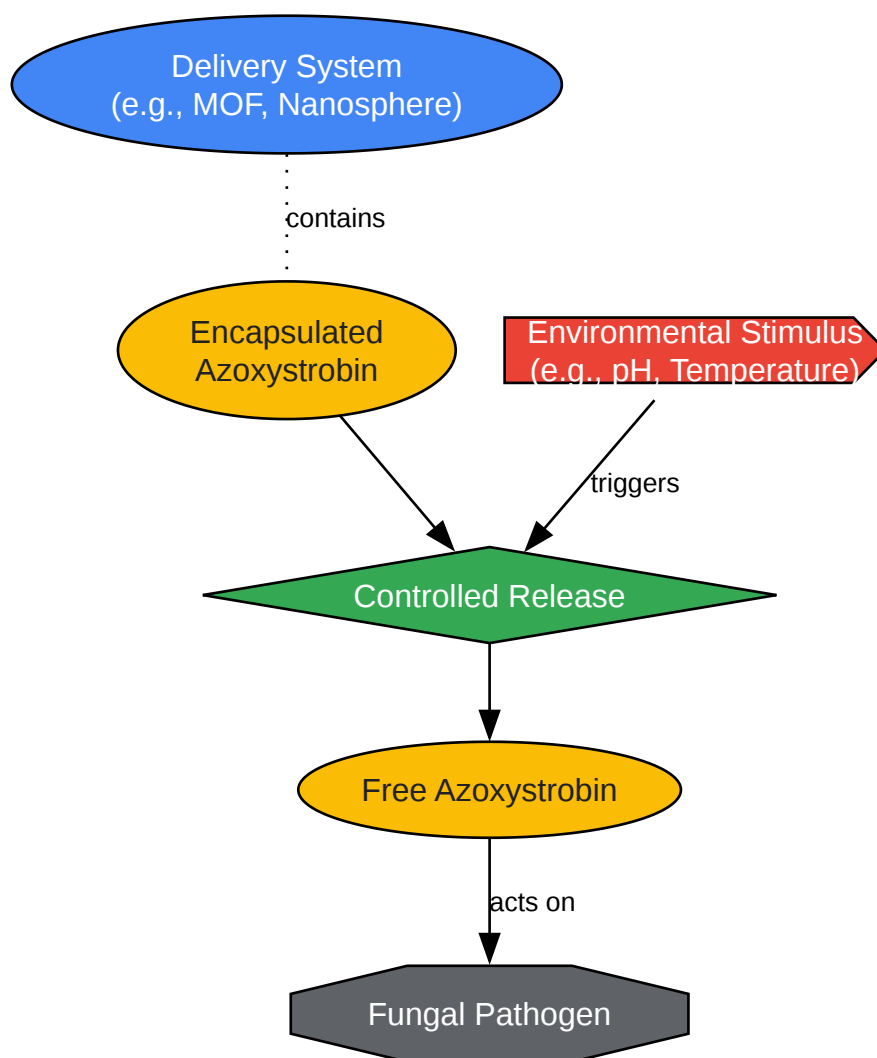 Delivery System
(e.g., MOF, Nanosphere)
contains
Encapsulated
Azoxystrobin
Environmental Stimulus
(e.g., pH, Temperature)
triggers
Controlled Release
Free Azoxystrobin
acts on
Fungal Pathogen